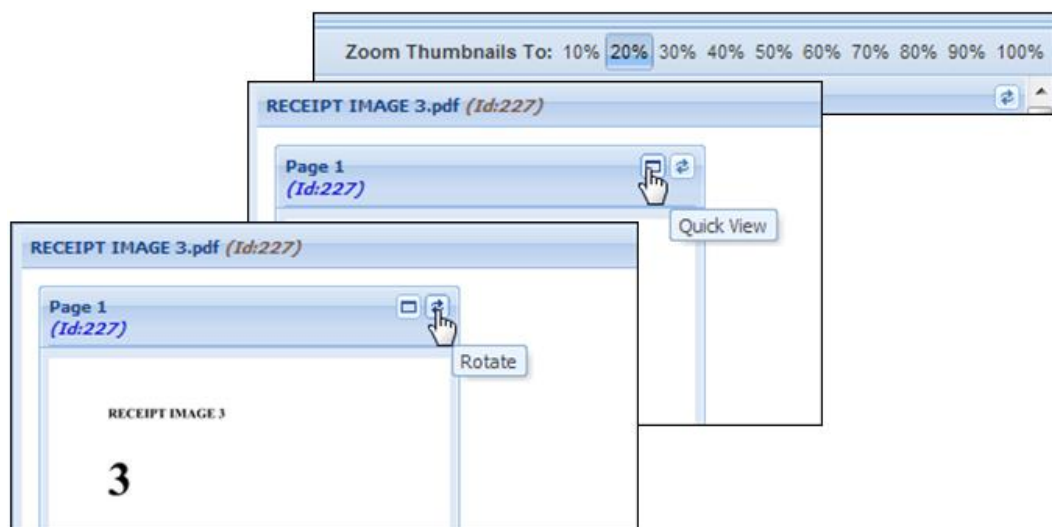 Zoom Thumbnails To: 10% 20% 30% 40% 50% 60% 70% 80% 90% 100%
RECEIPT IMAGE 3.pdf (Id:227)
Page 1
(Id:227)
Quick View
RECEIPT IMAGE 3.pdf (Id:227)
Page 1
(Id:227)
Rotate
RECEIPT IMAGE 3
3